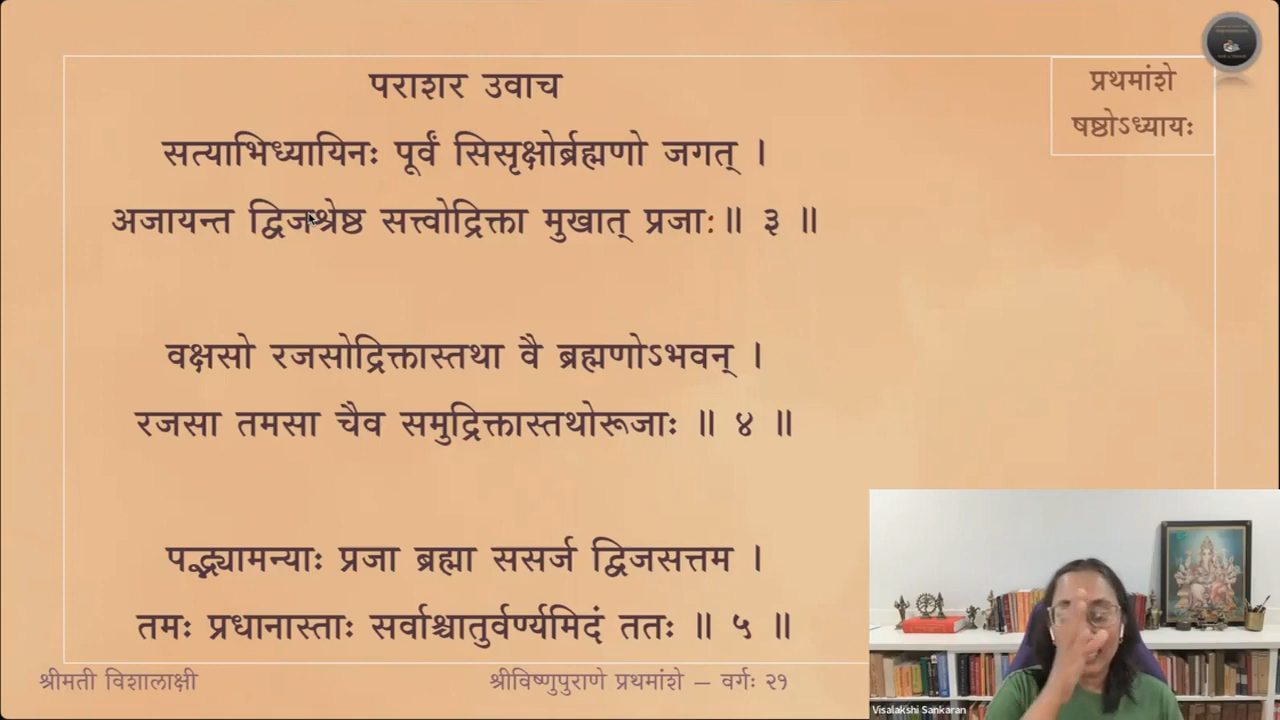 पराशर उवाच
सत्याभिध्यायिनः पूर्वं सिसृक्षोर्ब्रह्मणो जगत् ।
अजायन्त द्विजश्रेष्ठ सत्त्वोद्रिक्ता मुखात् प्रजाः ॥ ३ ॥
वक्षसो रजसोद्रिक्तास्तथा वै ब्रह्मणोऽभवन् ।
रजसा तमसा चैव समुद्रिक्तास्तथोरूजाः ॥ ४ ॥
पद्भ्यामन्याः प्रजा ब्रह्मा ससर्ज द्विजसत्तम ।
तमः प्रधानास्ताः सर्वाश्चातुर्वर्ण्यमिदं ततः ॥ ५ ॥
प्रथमांशे
षष्ठोऽध्यायः
श्रीमती विशालाक्षी
श्रीविष्णुपुराणे प्रथमांशे – वर्गः २१
Visalakshi Sankaran